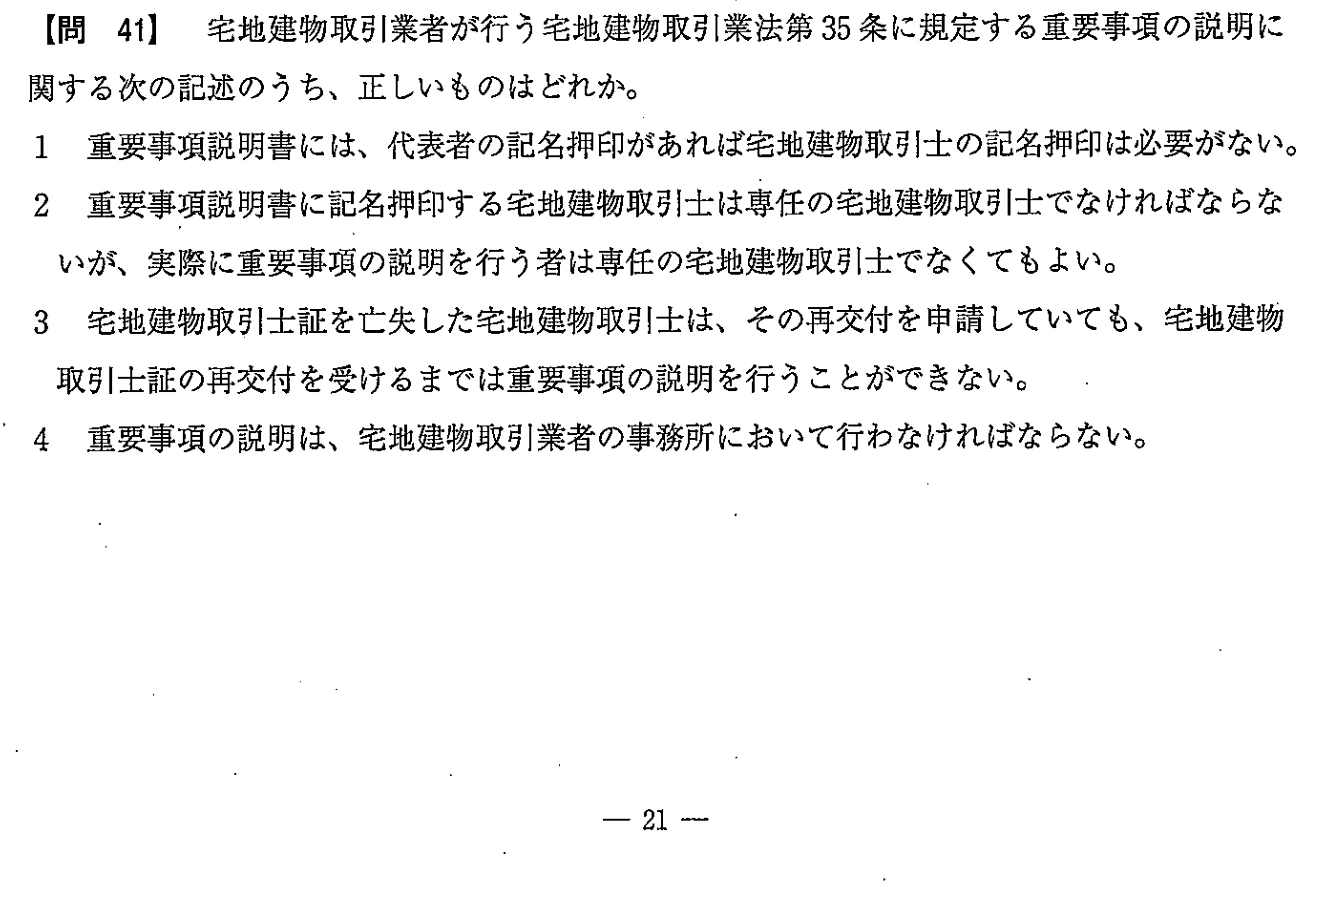 【問　41】　宅地建物取引業者が行う宅地建物取引業法第35条に規定する重要事項の説明に
関する次の記述のうち、正しいものはどれか。
1　重要事項説明書には、代表者の記名押印があれば宅地建物取引士の記名押印は必要がない。
2　重要事項説明書に記名押印する宅地建物取引士は専任の宅地建物取引士でなければならな
いが、実際に重要事項の説明を行う者は専任の宅地建物取引士でなくてもよい。
3　宅地建物取引士証を亡失した宅地建物取引士は、その再交付を申請していても、宅地建物
取引士証の再交付を受けるまでは重要事項の説明を行うことができない。
4　重要事項の説明は、宅地建物取引業者の事務所において行わなければならない。
― 21 ―